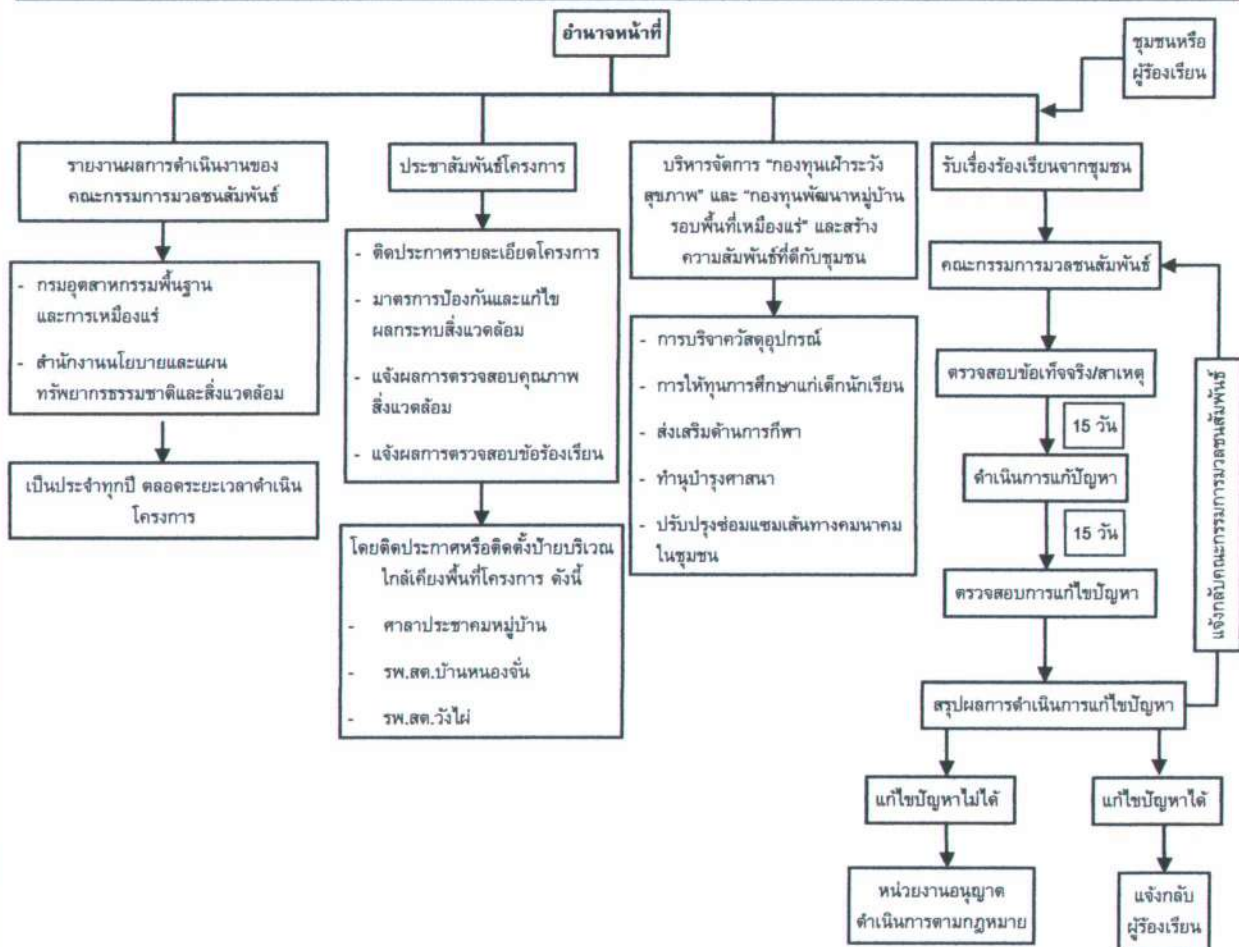 อำนาจหน้าที่
ชุมชนหรือ
ผู้ร้องเรียน
รายงานผลการดำเนินงานของ
คณะกรรมการมวลชนสัมพันธ์
- กรมอุตสาหกรรมพื้นฐาน
และการเหมืองแร่
- สำนักงานนโยบายและแผน
ทรัพยากรธรรมชาติและสิ่งแวดล้อม
เป็นประจำทุกปี ตลอดระยะเวลาดำเนิน
โครงการ
ประชาสัมพันธ์โครงการ
- ติดประกาศรายละเอียดโครงการ
- มาตรการป้องกันและแก้ไข
ผลกระทบสิ่งแวดล้อม
- แจ้งผลการตรวจสอบคุณภาพ
สิ่งแวดล้อม
- แจ้งผลการตรวจสอบข้อร้องเรียน
โดยติดประกาศหรือติดตั้งป้ายบริเวณ
ใกล้เคียงพื้นที่โครงการ ดังนี้
- ศาลาประชาคมหมู่บ้าน
- รพ.สต.บ้านหนองจั่น
- รพ.สต.วังไผ่
บริหารจัดการ "กองทุนเฝ้าระวัง
สุขภาพ" และ "กองทุนพัฒนาหมู่บ้าน
รอบพื้นที่เหมืองแร่" และสร้าง
ความสัมพันธ์ที่ดีกับชุมชน
- การบริจาควัสดุอุปกรณ์
- การให้ทุนการศึกษาแก่เด็กนักเรียน
- ส่งเสริมด้านการกีฬา
- ทำนุบำรุงศาสนา
- ปรับปรุงซ่อมแซมเส้นทางคมนาคม
ในชุมชน
รับเรื่องร้องเรียนจากชุมชน
คณะกรรมการมวลชนสัมพันธ์
ตรวจสอบข้อเท็จจริง/สาเหตุ
15 วัน
ดำเนินการแก้ปัญหา
15 วัน
ตรวจสอบการแก้ไขปัญหา
สรุปผลการดำเนินการแก้ไขปัญหา
แจ้งกลับคณะกรรมการมวลชนสัมพันธ์
แก้ไขปัญหาไม่ได้
แก้ไขปัญหาได้
หน่วยงานอนุญาต
ดำเนินการตามกฎหมาย
แจ้งกลับ
ผู้ร้องเรียน